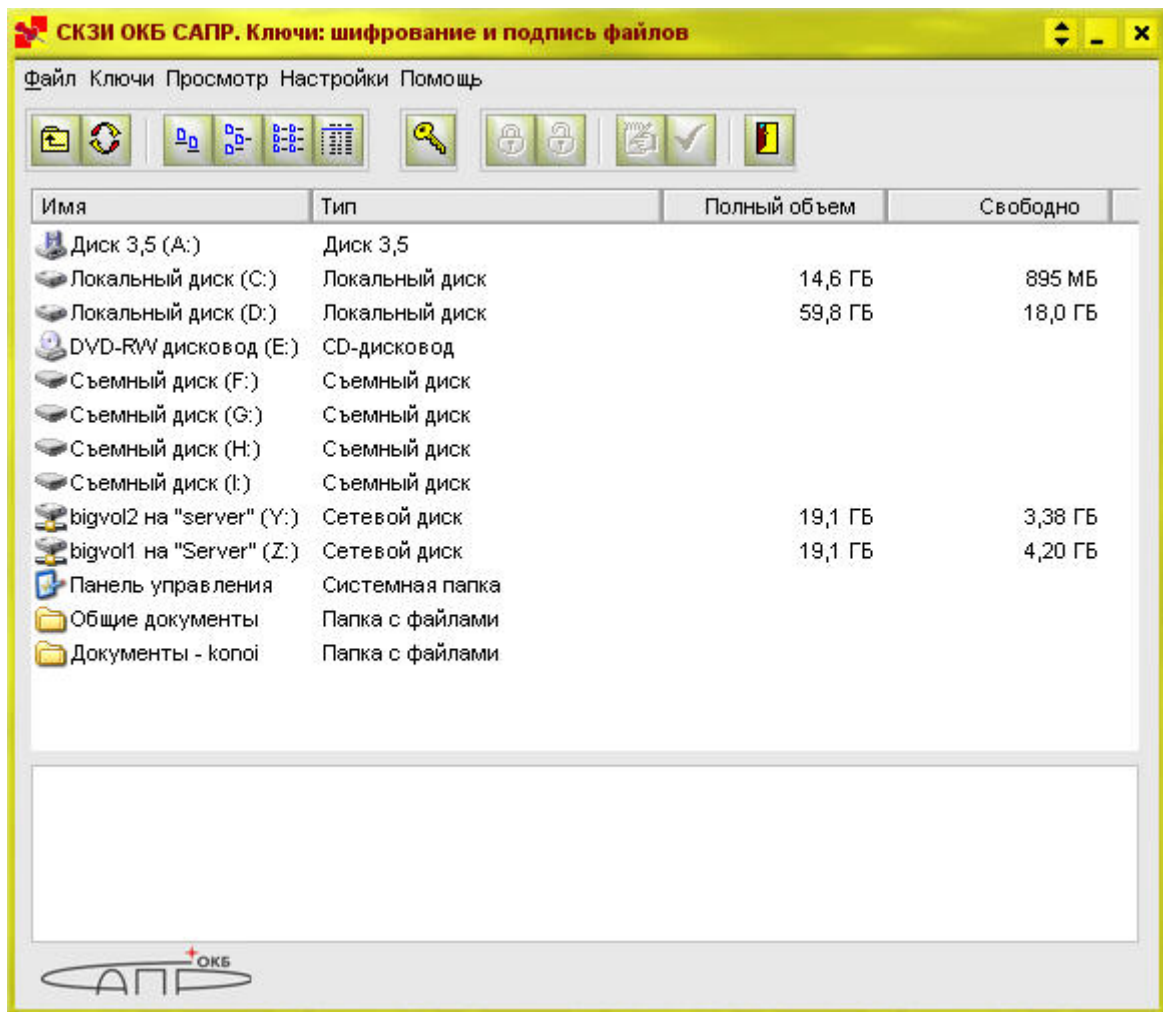 СКЗИ ОКБ САПР. Ключи: шифрование и подпись файлов
Файл Ключи Просмотр Настройки Помощь
Имя Тип Полный объем Свободно
Диск 3,5 (A:) Диск 3,5
Локальный диск (C:) Локальный диск 14,6 ГБ 895 МБ
Локальный диск (D:) Локальный диск 59,8 ГБ 18,0 ГБ
DVD-RW дисковод (E:) CD-дисковод
Съемный диск (F:) Съемный диск
Съемный диск (G:) Съемный диск
Съемный диск (H:) Съемный диск
Съемный диск (I:) Съемный диск
bigvol2 на "server" (Y:) Сетевой диск 19,1 ГБ 3,38 ГБ
bigvol1 на "Server" (Z:) Сетевой диск 19,1 ГБ 4,20 ГБ
Панель управления Системная папка
Общие документы Папка с файлами
Документы - konoi Папка с файлами
ОКБ
САПР